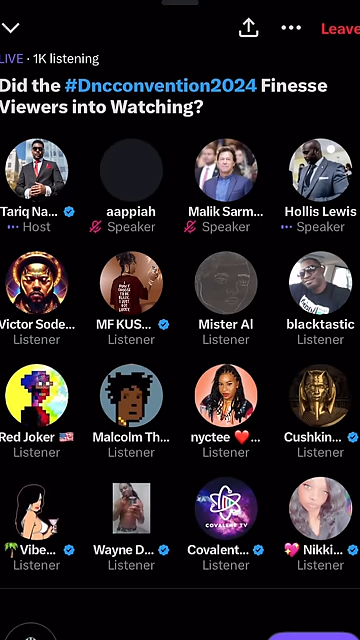 Leave
LIVE · 1K listening
Did the #Dncconvention2024 Finesse
Viewers into Watching?
Tariq Na... aappiah Malik Sarm... Hollis Lewis
Host Speaker Speaker Speaker
Victor Sode... MF KUS... Mister Al blacktastic
Listener Listener Listener Listener
Red Joker 🇺🇸 Malcolm Th... nyctee ❤️... Cushkin...
Listener Listener Listener Listener
COVALENT TV
🌴Vibe... Wayne D... Covalent... 💖 Nikki...
Listener Listener Listener Listener